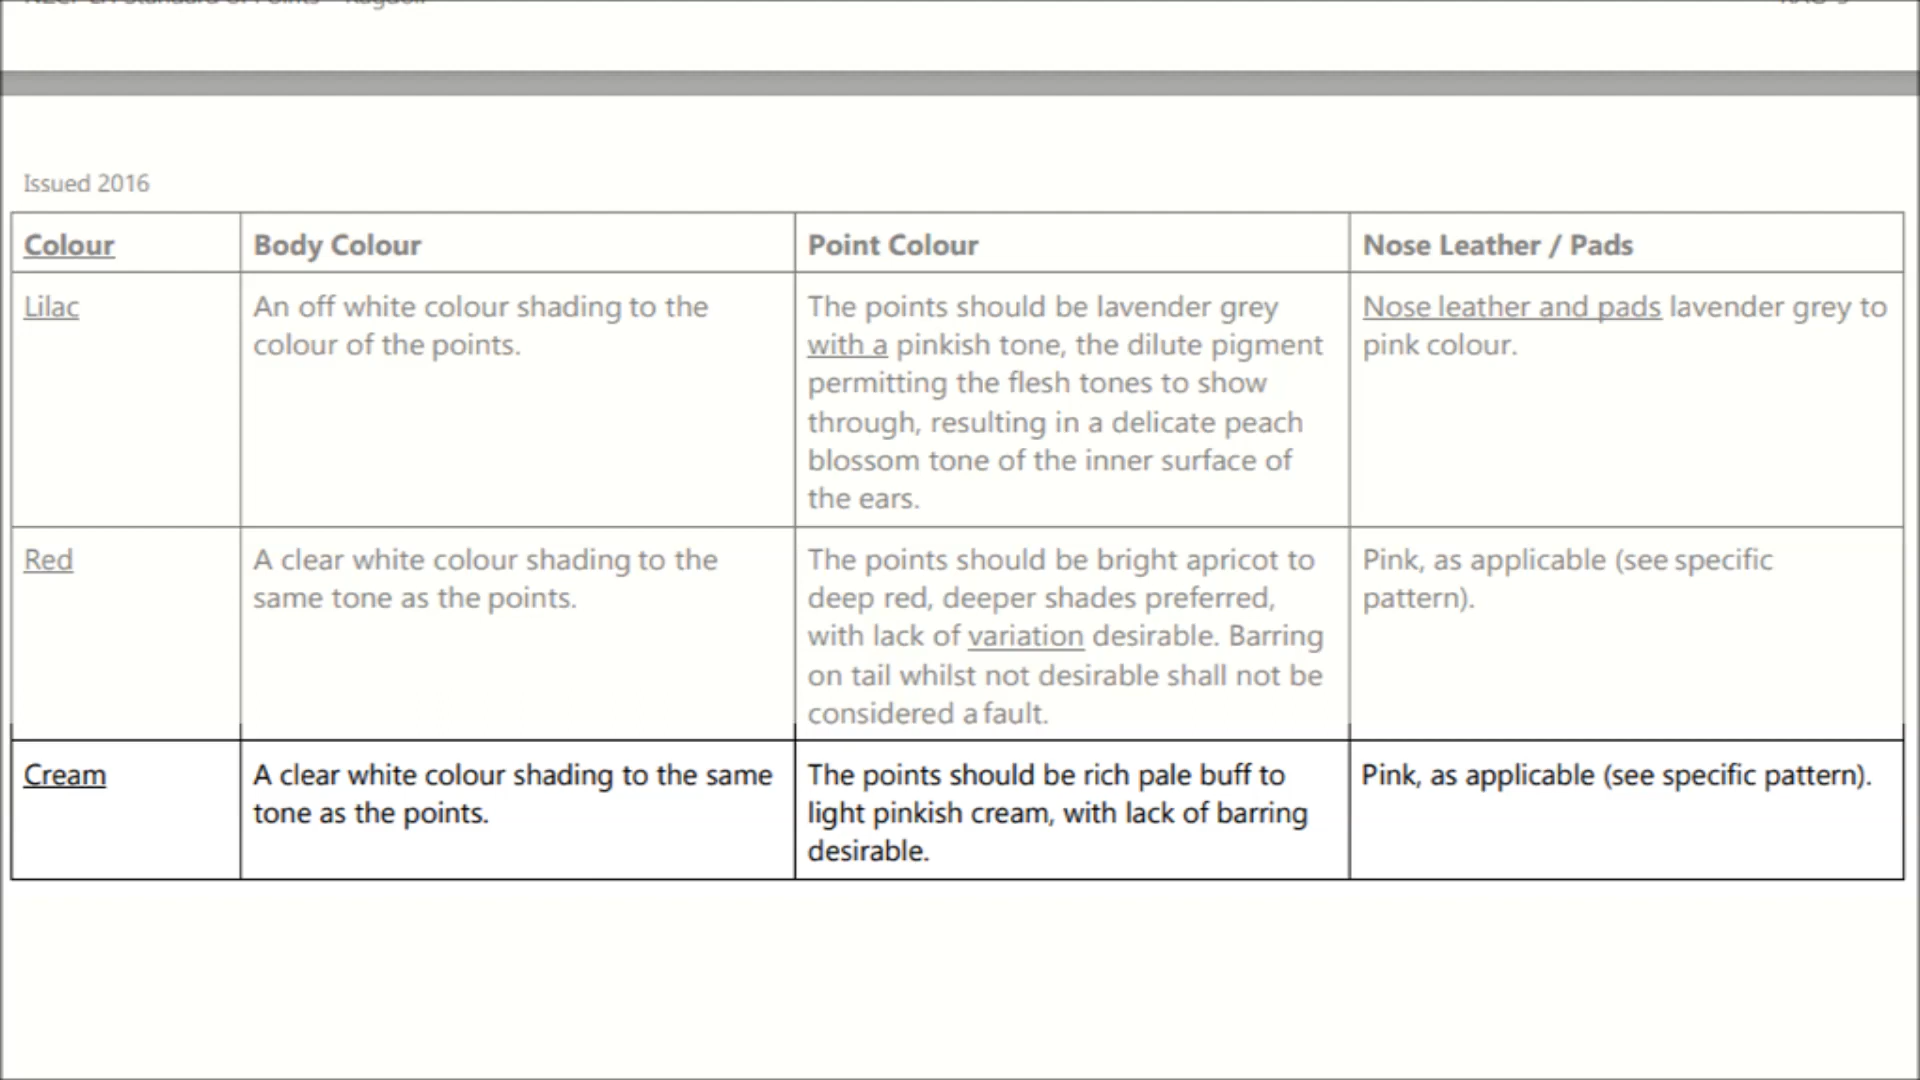 Issued 2016
Colour
Body Colour
Point Colour
Nose Leather / Pads
Lilac
An off white colour shading to the
colour of the points.
The points should be lavender grey
with a pinkish tone, the dilute pigment
permitting the flesh tones to show
through, resulting in a delicate peach
blossom tone of the inner surface of
the ears.
Nose leather and pads lavender grey to
pink colour.
Red
A clear white colour shading to the
same tone as the points.
The points should be bright apricot to
deep red, deeper shades preferred,
with lack of variation desirable. Barring
on tail whilst not desirable shall not be
considered a fault.
Pink, as applicable (see specific
pattern).
Cream
A clear white colour shading to the same
tone as the points.
The points should be rich pale buff to
light pinkish cream, with lack of barring
desirable.
Pink, as applicable (see specific pattern).